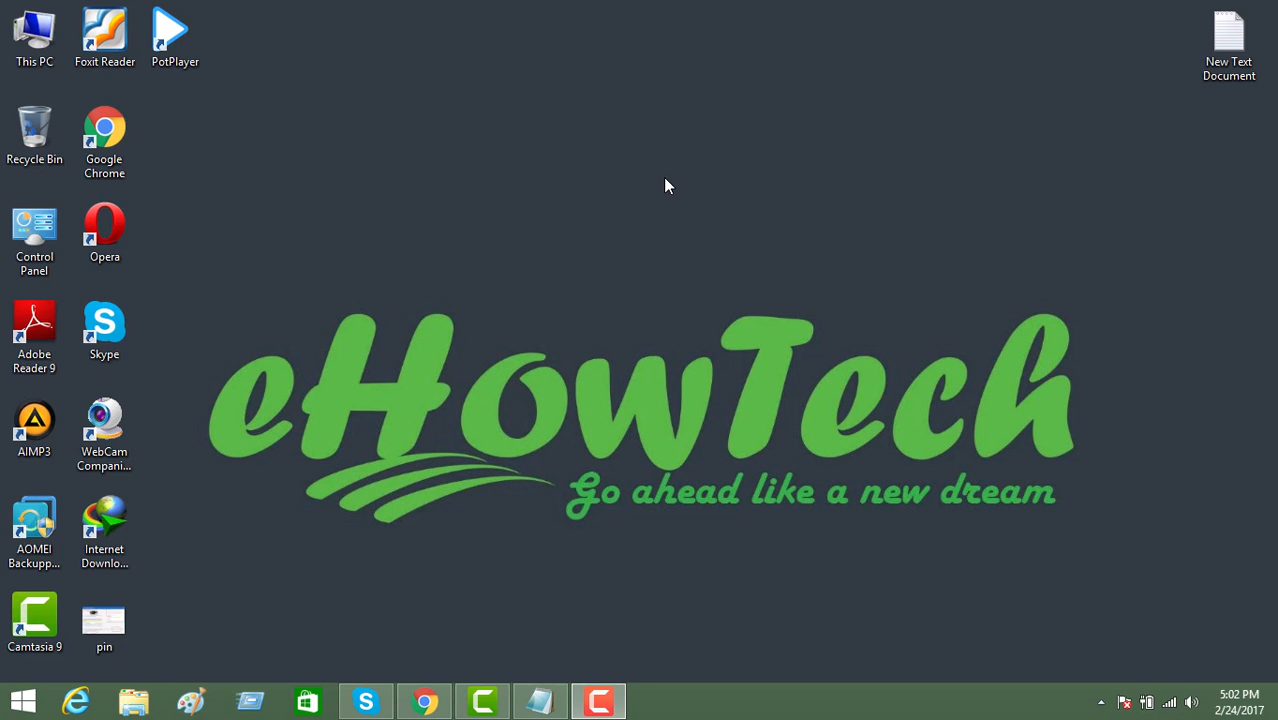 This PC
Foxit Reader
PotPlayer
New Text
Document
Recycle Bin
Google
Chrome
Control
Panel
Opera
Adobe
Reader 9
Skype
AIMP3
WebCam
Compani...
AOMEI
Backupp...
Internet
Downlo...
Camtasia 9
pin
eHowTech
Go ahead like a new dream
5:02 PM
2/24/2017